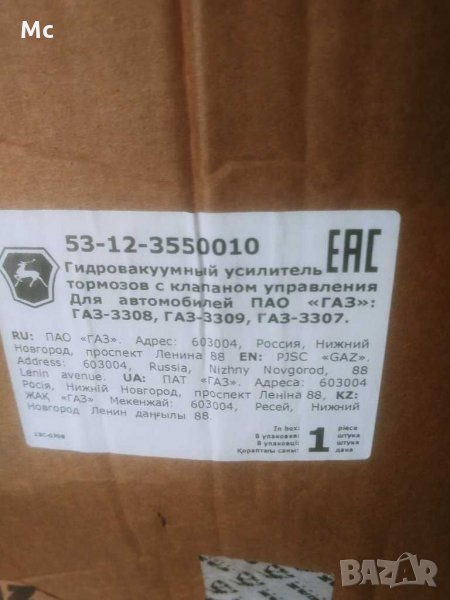 Mc
53-12-3550010
EAC
Гидровакуумный усилитель
тормозов с клапаном управления
Для автомобилей ПАО «ГАЗ»:
ГАЗ-3308, ГАЗ-3309, ГАЗ-3307.
RU: ПАО «ГАЗ». Адрес: 603004, Россия, Нижний
Новгород, проспект Ленина 88 EN: PJSC «GAZ».
Address: 603004, Russia, Nizhny Novgorod, 88
Lenin avenue. UA: ПАТ «ГАЗ». Адреса: 603004
Росія, Нижній Новгород, проспект Леніна 88, KZ:
ЖАҚ «ГАЗ» Мекенжай: 603004, Ресей, Нижний
Новгород Ленин даңғылы 88.
In box:
В упаковке:
В упаковці:
Қораптағы саны:
1
piece
штука
штука
дана
BAZAR